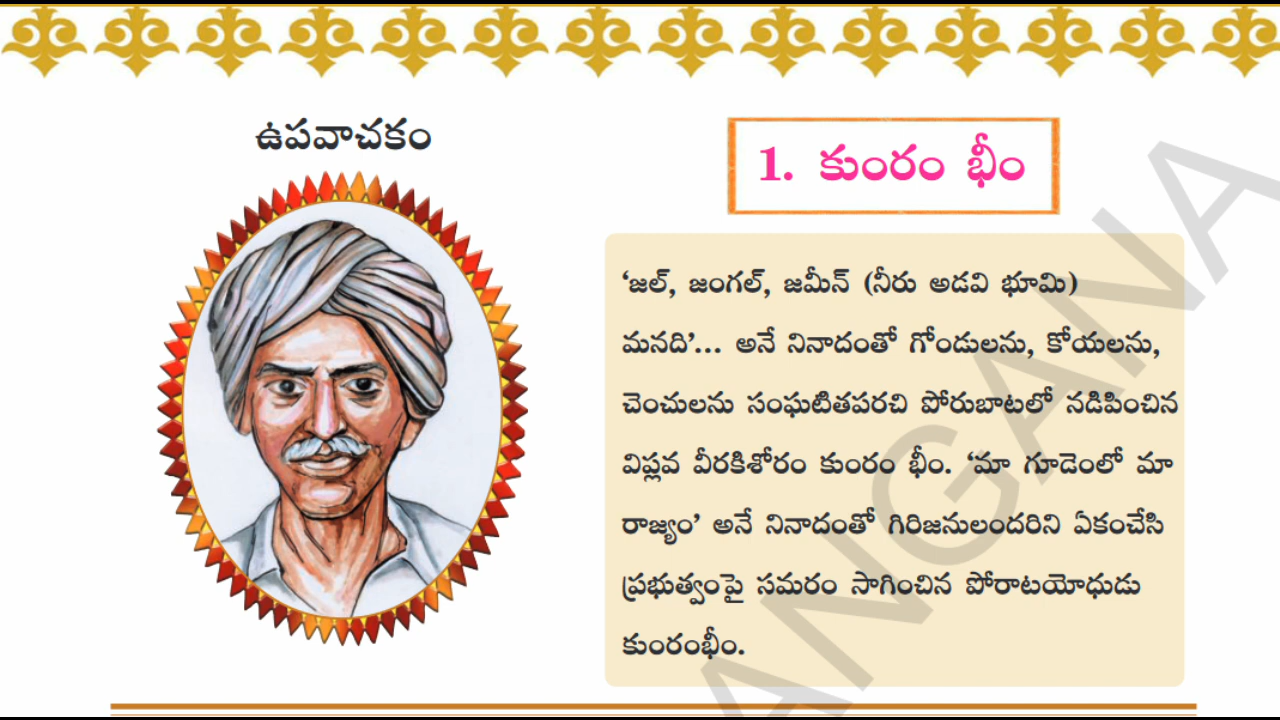 ఉపవాచకం
1. కుంరం భీం
‘జల్, జంగల్, జమీన్ (నీరు అడవి భూమి)
మనది’... అనే నినాదంతో గోండులను, కోయలను,
చెంచులను సంఘటితపరచి పోరుబాటలో నడిపించిన
విప్లవ వీరకిశోరం కుంరం భీం. ‘మా గూడెంలో మా
రాజ్యం’ అనే నినాదంతో గిరిజనులందరిని ఏకంచేసి
ప్రభుత్వంపై సమరం సాగించిన పోరాటయోధుడు
కుంరంభీం.
ANGANA